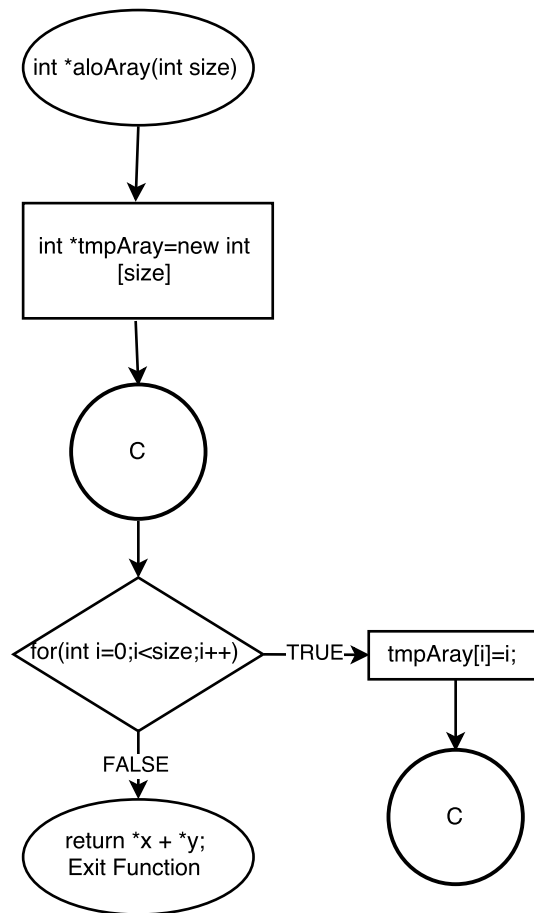 int *aloAray(int size)
int *tmpAray=new int
[size]
C
for(int i=0;i<size;i++)
TRUE
tmpAray[i]=i;
FALSE
C
return *x + *y;
Exit Function